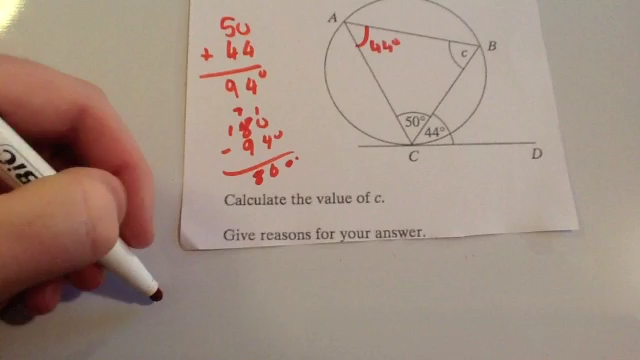 50
+ 44
94°
180
- 94°
86°.
A
44°
B
c
50°
44°
C
D
Calculate the value of c.
Give reasons for your answer.
BIC